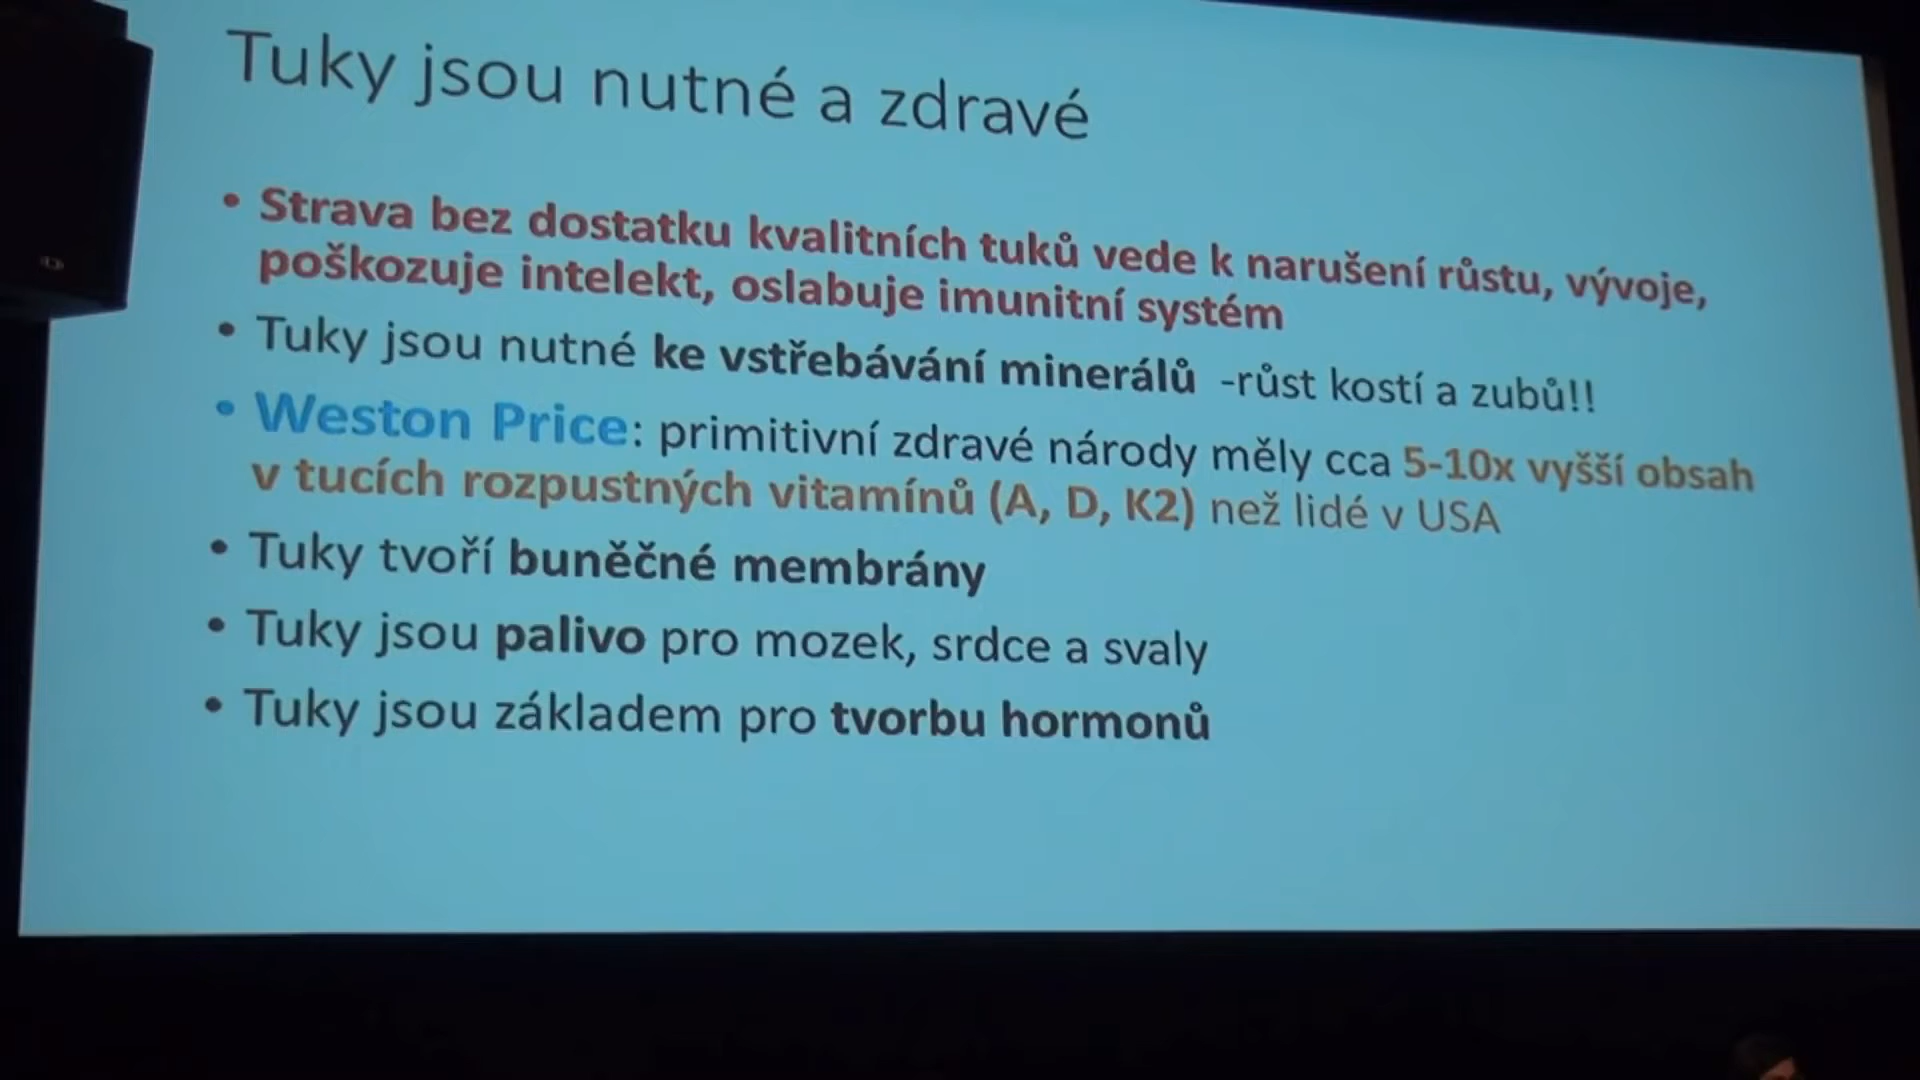 Tuky jsou nutné a zdravé
• Strava bez dostatku kvalitních tuků vede k narušení růstu, vývoje,
poškozuje intelekt, oslabuje imunitní systém
• Tuky jsou nutné ke vstřebávání minerálů -růst kostí a zubů!!
• Weston Price: primitivní zdravé národy měly cca 5-10x vyšší obsah
v tucích rozpustných vitamínů (A, D, K2) než lidé v USA
• Tuky tvoří buněčné membrány
• Tuky jsou palivo pro mozek, srdce a svaly
• Tuky jsou základem pro tvorbu hormonů